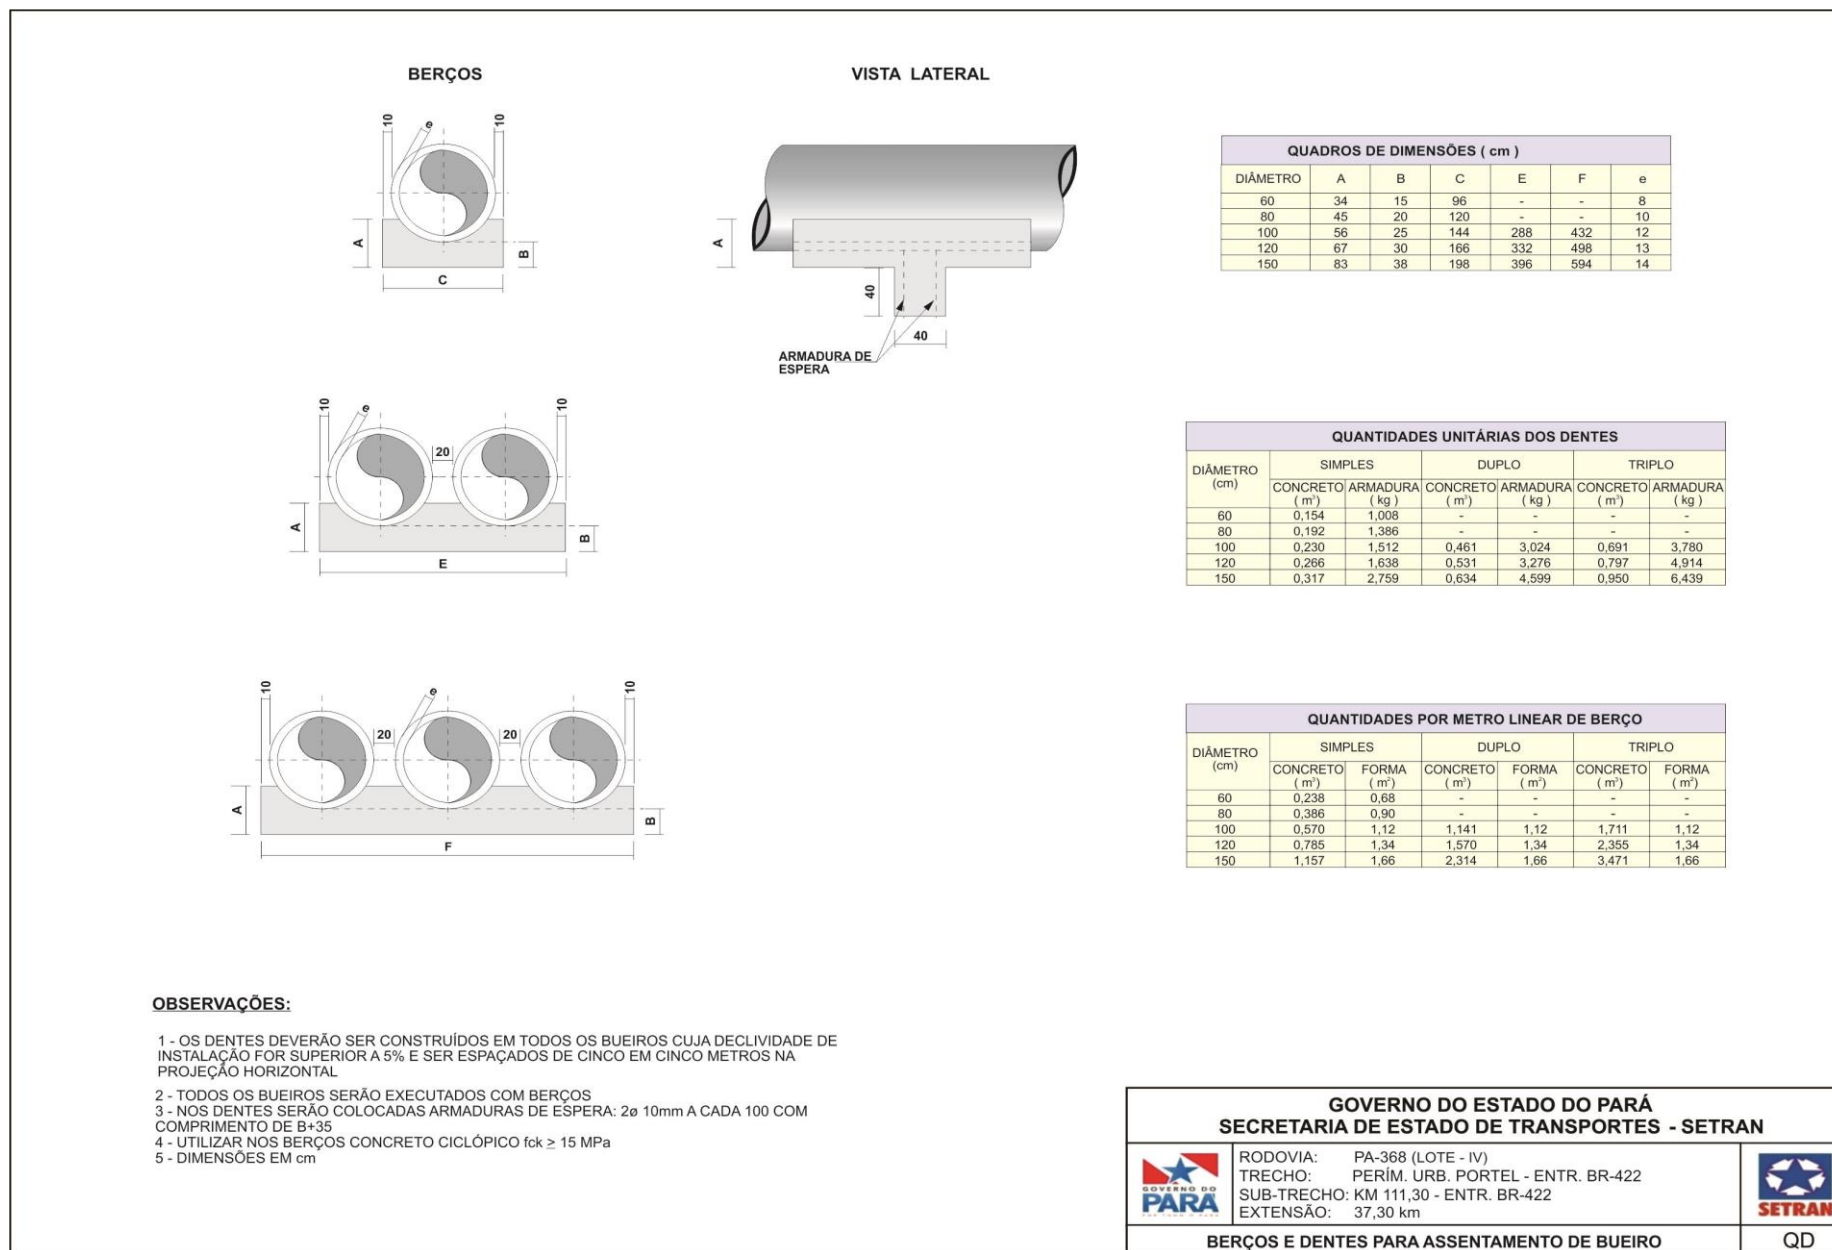 BERÇOS
VISTA LATERAL
10
e
10
A
B
C
A
40
40
ARMADURA DE
ESPERA
QUADROS DE DIMENSÕES ( cm )
DIÂMETRO A B C E F e
60 34 15 96 - - 8
80 45 20 120 - - 10
100 56 25 144 288 432 12
120 67 30 166 332 498 13
150 83 38 198 396 594 14
10
e
20
10
A
B
E
QUANTIDADES UNITÁRIAS DOS DENTES
DIÂMETRO
(cm)
SIMPLES DUPLO TRIPLO
CONCRETO ARMADURA CONCRETO ARMADURA CONCRETO ARMADURA
( m³) ( kg ) ( m³) ( kg ) ( m³) ( kg )
60 0,154 1,008 - - - -
80 0,192 1,386 - - - -
100 0,230 1,512 0,461 3,024 0,691 3,780
120 0,266 1,638 0,531 3,276 0,797 4,914
150 0,317 2,759 0,634 4,599 0,950 6,439
10
20
e
20
10
A
B
F
QUANTIDADES POR METRO LINEAR DE BERÇO
DIÂMETRO
(cm)
SIMPLES DUPLO TRIPLO
CONCRETO FORMA CONCRETO FORMA CONCRETO FORMA
( m³) ( m²) ( m³) ( m²) ( m³) ( m²)
60 0,238 0,68 - - - -
80 0,386 0,90 - - - -
100 0,570 1,12 1,141 1,12 1,711 1,12
120 0,785 1,34 1,570 1,34 2,355 1,34
150 1,157 1,66 2,314 1,66 3,471 1,66
OBSERVAÇÕES:
1 - OS DENTES DEVERÃO SER CONSTRUÍDOS EM TODOS OS BUEIROS CUJA DECLIVIDADE DE
INSTALAÇÃO FOR SUPERIOR A 5% E SER ESPAÇADOS DE CINCO EM CINCO METROS NA
PROJEÇÃO HORIZONTAL
2 - TODOS OS BUEIROS SERÃO EXECUTADOS COM BERÇOS
3 - NOS DENTES SERÃO COLOCADAS ARMADURAS DE ESPERA: 2ø 10mm A CADA 100 COM
COMPRIMENTO DE B+35
4 - UTILIZAR NOS BERÇOS CONCRETO CICLÓPICO fck ≥ 15 MPa
5 - DIMENSÕES EM cm
GOVERNO DO ESTADO DO PARÁ
SECRETARIA DE ESTADO DE TRANSPORTES - SETRAN
GOVERNO DO
PARÁ
RODOVIA: PA-368 (LOTE - IV)
TRECHO: PERÍM. URB. PORTEL - ENTR. BR-422
SUB-TRECHO: KM 111,30 - ENTR. BR-422
EXTENSÃO: 37,30 km
SETRAN
BERÇOS E DENTES PARA ASSENTAMENTO DE BUEIRO
QD